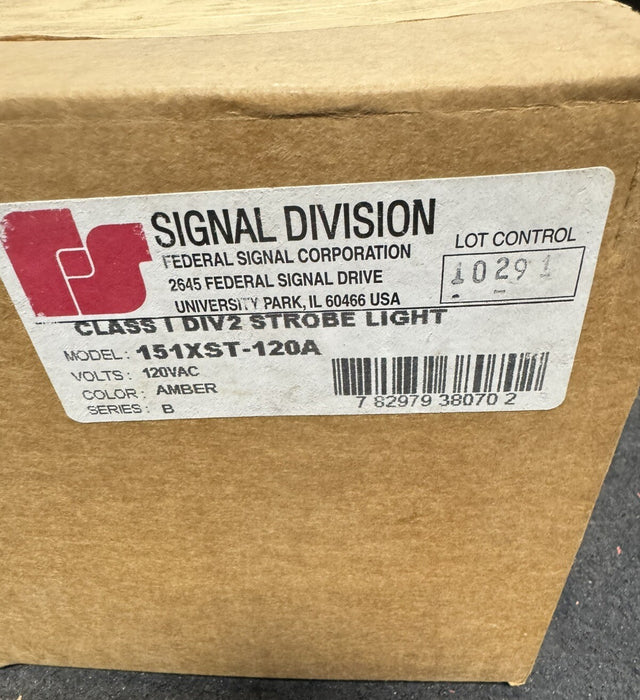 SIGNAL DIVISION
FEDERAL SIGNAL CORPORATION
2645 FEDERAL SIGNAL DRIVE
UNIVERSITY PARK, IL 60466 USA
LOT CONTROL
10291
CLASS I DIV2 STROBE LIGHT
MODEL: 151XST-120A
VOLTS: 120VAC
COLOR: AMBER
SERIES: B
7 82979 38070 2